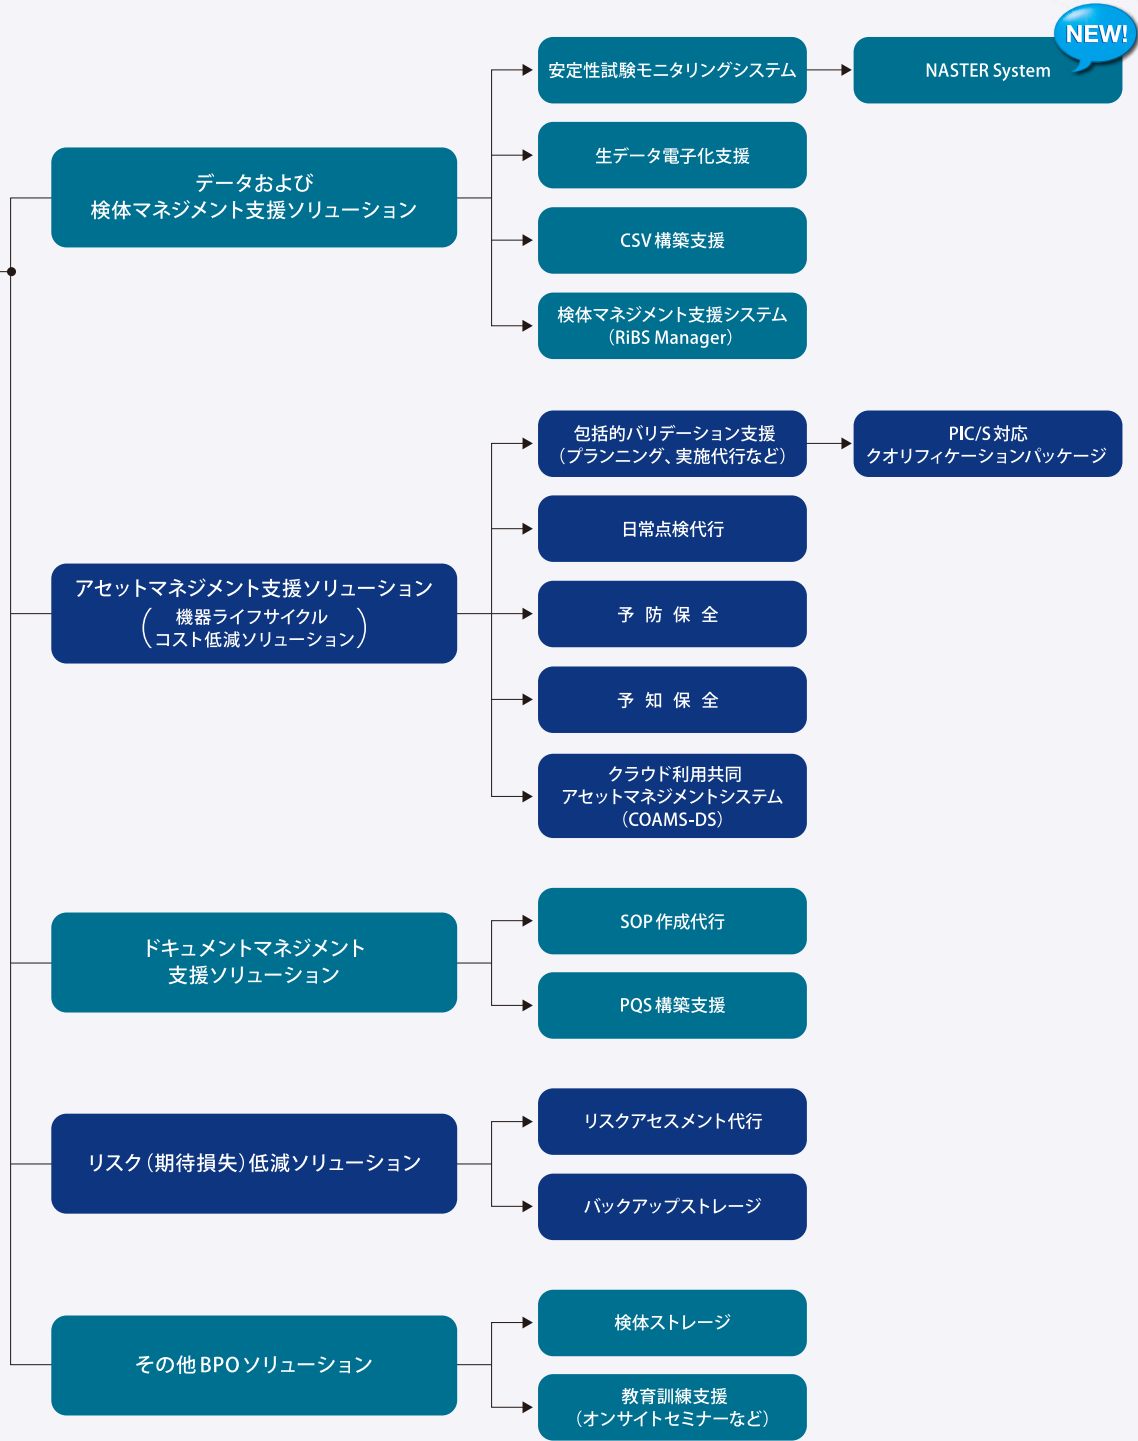 NEW!
安定性試験モニタリングシステム
NASTER System
データおよび
検体マネジメント支援ソリューション
生データ電子化支援
CSV構築支援
検体マネジメント支援システム
（RiBS Manager）
アセットマネジメント支援ソリューション
（機器ライフサイクル
コスト低減ソリューション）
包括的バリデーション支援
（プランニング、実施代行など）
PIC/S対応
クオリフィケーションパッケージ
日常点検代行
予防保全
予知保全
クラウド利用共同
アセットマネジメントシステム
（COAMS-DS）
ドキュメントマネジメント
支援ソリューション
SOP作成代行
PQS構築支援
リスク（期待損失）低減ソリューション
リスクアセスメント代行
バックアップストレージ
その他BPOソリューション
検体ストレージ
教育訓練支援
（オンサイトセミナーなど）